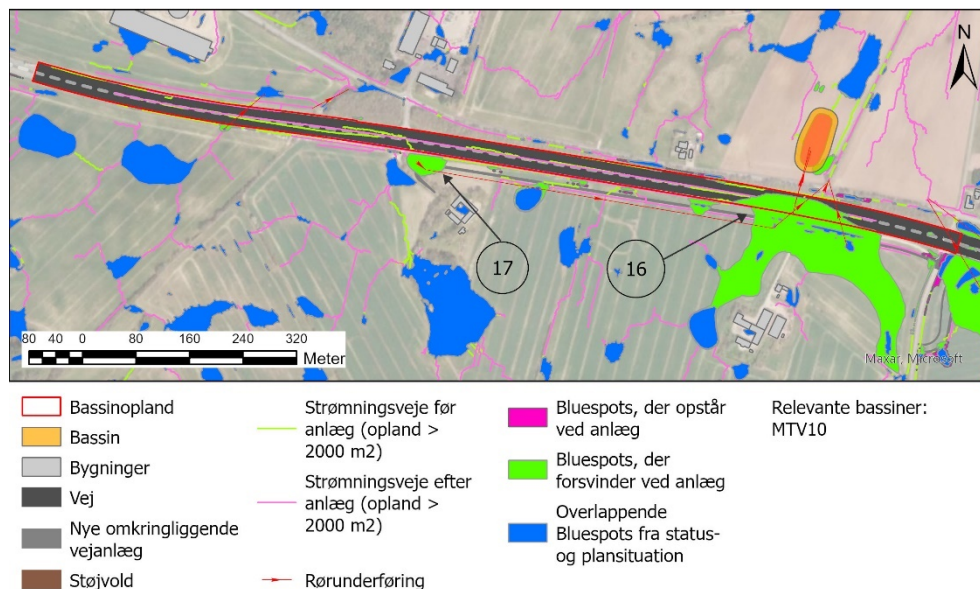 N
17
16
80 40 0 80 160 240 320
Meter
Maxar, Microsoft
Bassinopland
Bassin
Bygninger
Vej
Nye omkringliggende
vejanlæg
Støjvold
Strømningsveje før
anlæg (opland >
2000 m2)
Strømningsveje efter
anlæg (opland >
2000 m2)
Rørunderføring
Bluespots, der opstår
ved anlæg
Bluespots, der
forsvinder ved anlæg
Overlappende
Bluespots fra status-
og plansituation
Relevante bassiner:
MTV10